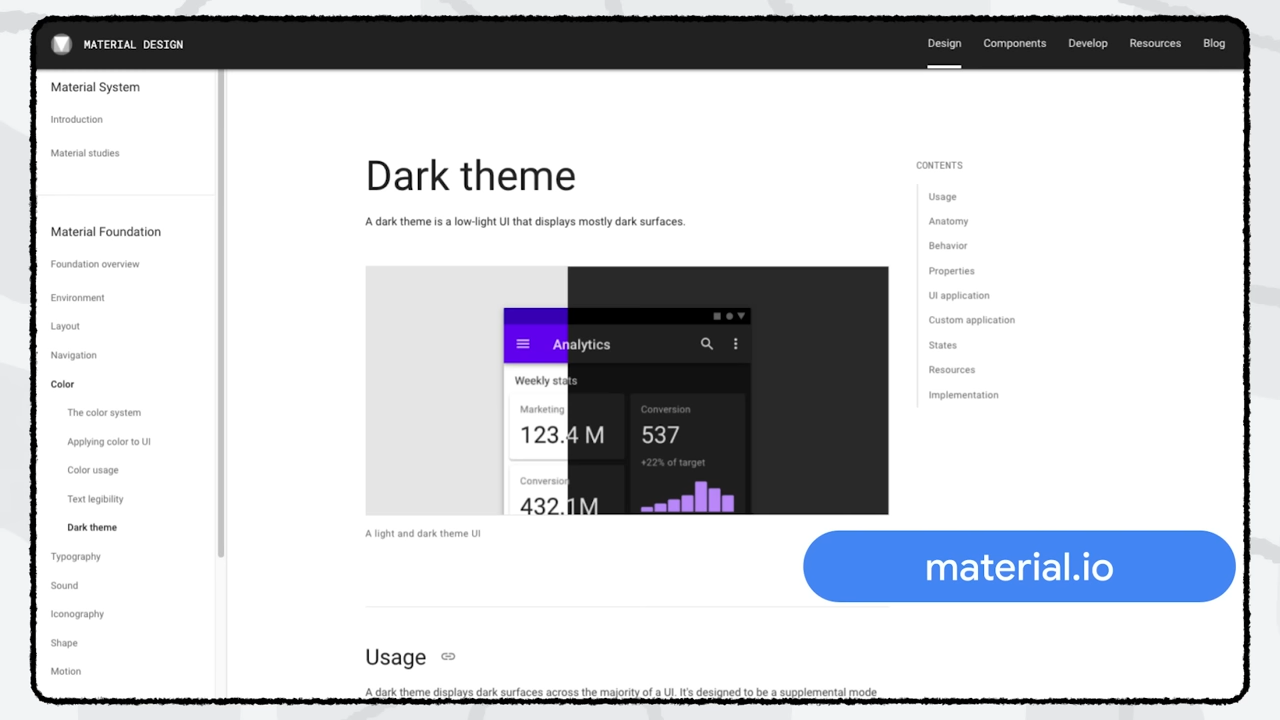 MATERIAL DESIGN
Design
Components
Develop
Resources
Blog
Material System
Introduction
Material studies
Material Foundation
Foundation overview
Environment
Layout
Navigation
Color
The color system
Applying color to UI
Color usage
Text legibility
Dark theme
Typography
Sound
Iconography
Shape
Motion
Dark theme
A dark theme is a low-light UI that displays mostly dark surfaces.
Analytics
Weekly stats
Marketing
123.4 M
Conversion
432.1M
Conversion
537
+22% of target
A light and dark theme UI
Usage
A dark theme displays dark surfaces across the majority of a UI. It's designed to be a supplemental mode
CONTENTS
Usage
Anatomy
Behavior
Properties
UI application
Custom application
States
Resources
Implementation
material.io